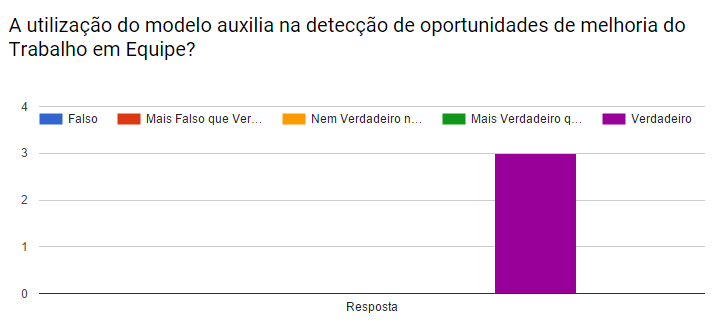 A utilização do modelo auxilia na detecção de oportunidades de melhoria do
Trabalho em Equipe?
4
Falso Mais Falso que Ver... Nem Verdadeiro n... Mais Verdadeiro q... Verdadeiro
3
2
1
0
Resposta